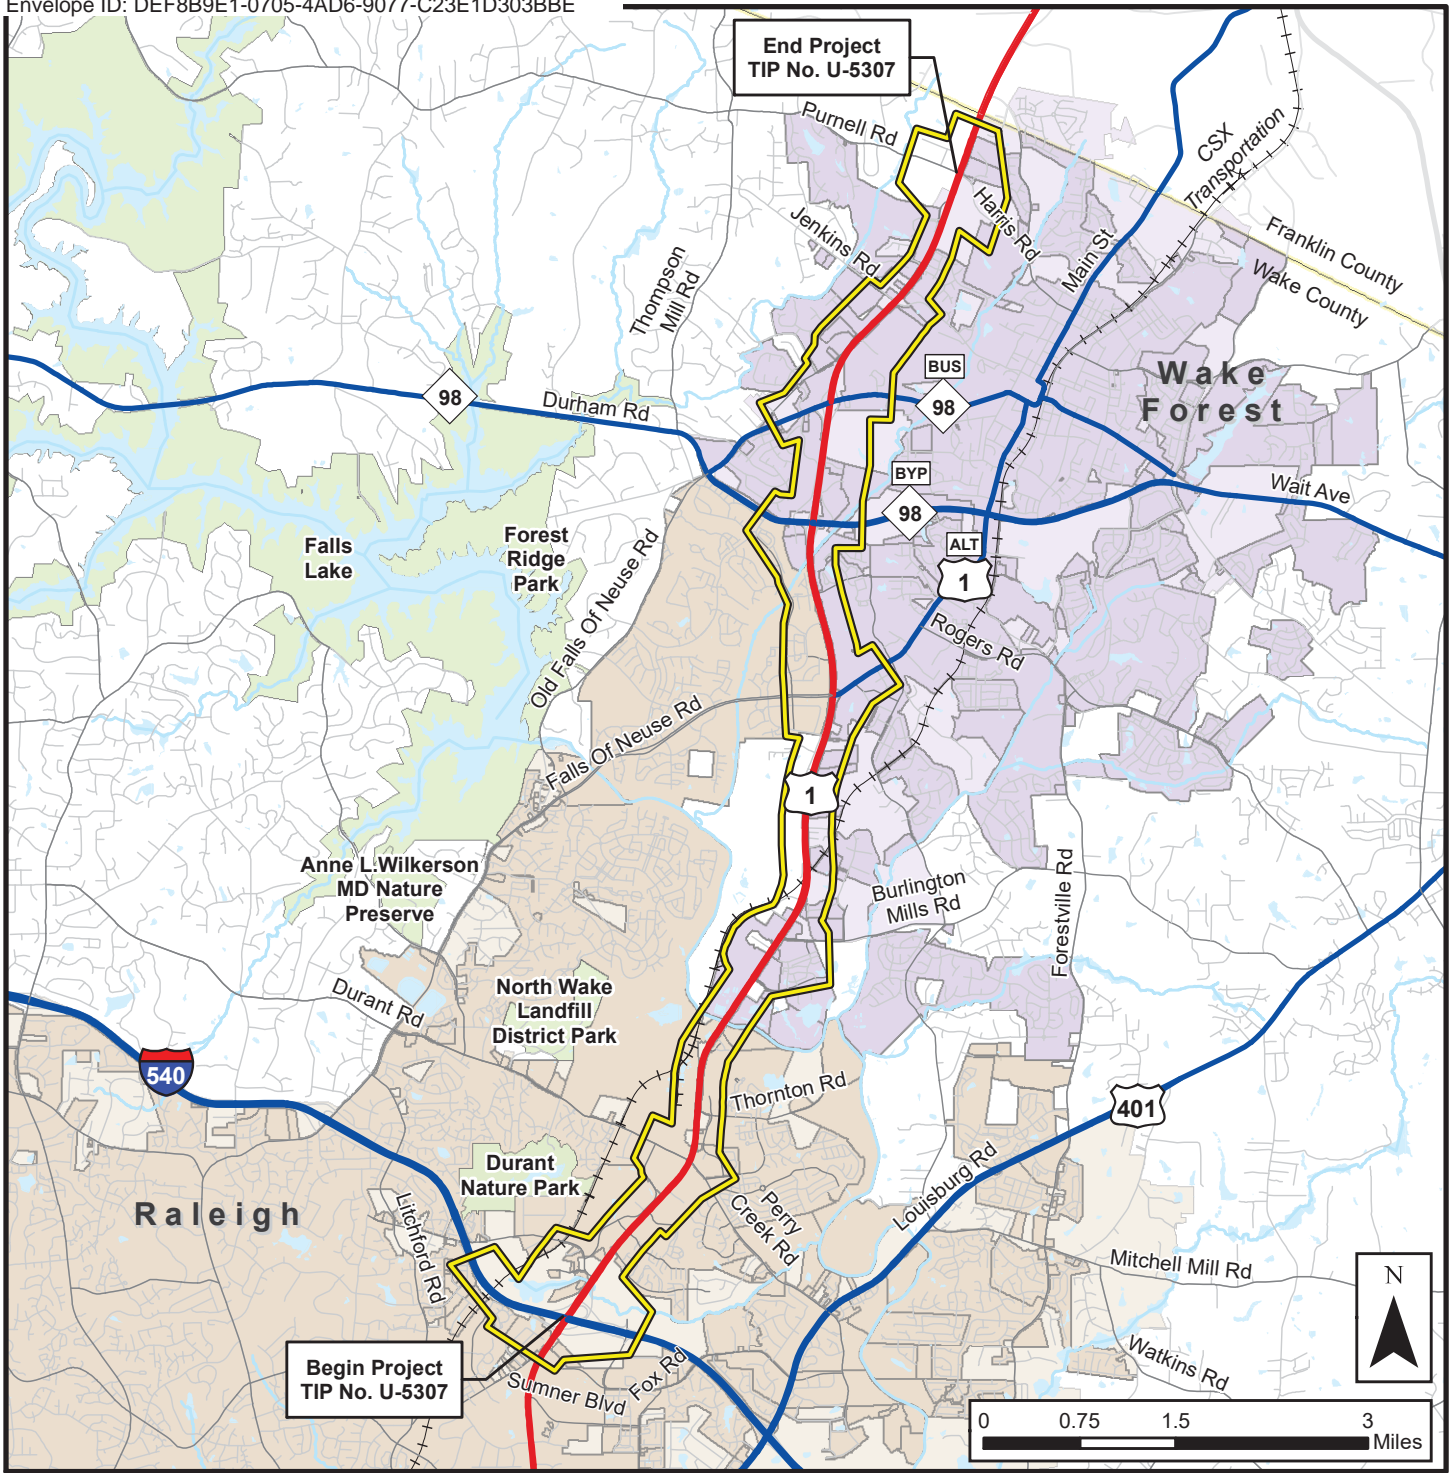 Envelope ID: DEF8B9E1-0705-4AD6-9077-C23E1D303BBE
End Project
TIP No. U-5307
Purnell Rd
CSX
Transportation
Harris Rd
Jenkins Rd
Main St
Franklin County
Wake County
Thompson
Mill Rd
BUS
98
98
Durham Rd
Wake
Forest
BYP
98
Wait Ave
ALT
1
Falls
Lake
Forest
Ridge
Park
Old Falls Of Neuse Rd
Rogers Rd
Falls Of Neuse Rd
1
Anne L.Wilkerson
MD Nature
Preserve
Burlington
Mills Rd
Forestville Rd
Durant Rd
North Wake
Landfill
District Park
540
Thornton Rd
401
Durant
Nature Park
Raleigh
Litchford Rd
Perry
Creek Rd
Louisburg Rd
Mitchell Mill Rd
N
Begin Project
TIP No. U-5307
Sumner Blvd
Fox Rd
Watkins Rd
0 0.75 1.5 3
Miles